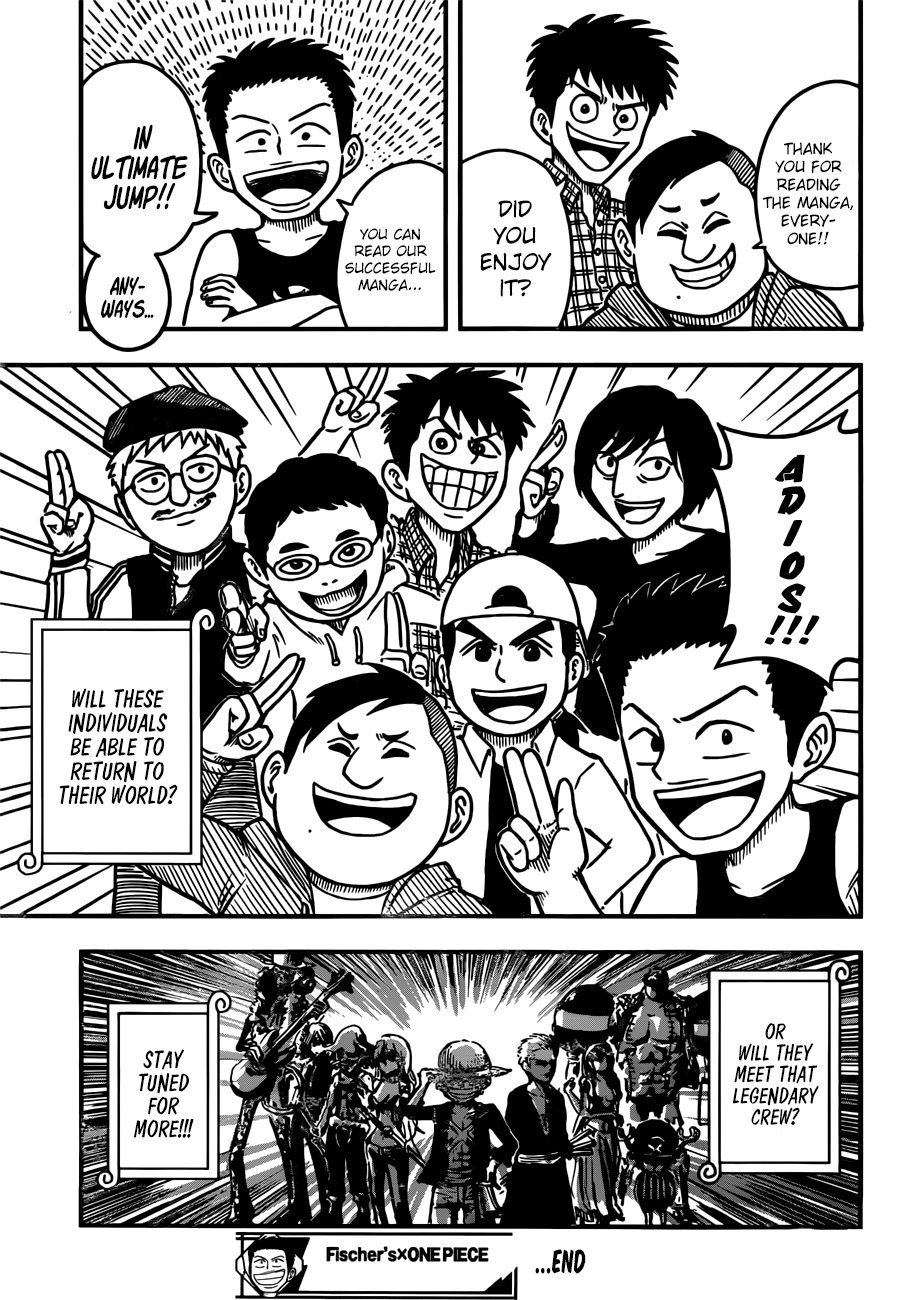 THANK
YOU FOR
READING
THE MANGA,
EVERY-
ONE!!
DID
YOU
ENJOY
IT?
YOU CAN
READ OUR
SUCCESSFUL
MANGA...
IN
ULTIMATE
JUMP!!
ANY-
WAYS...
ADIOS!!!
WILL THESE
INDIVIDUALS
BE ABLE TO
RETURN TO
THEIR WORLD?
OR
WILL THEY
MEET THAT
LEGENDARY
CREW?
STAY
TUNED
FOR
MORE!!!
Fischer's×ONE PIECE
...END